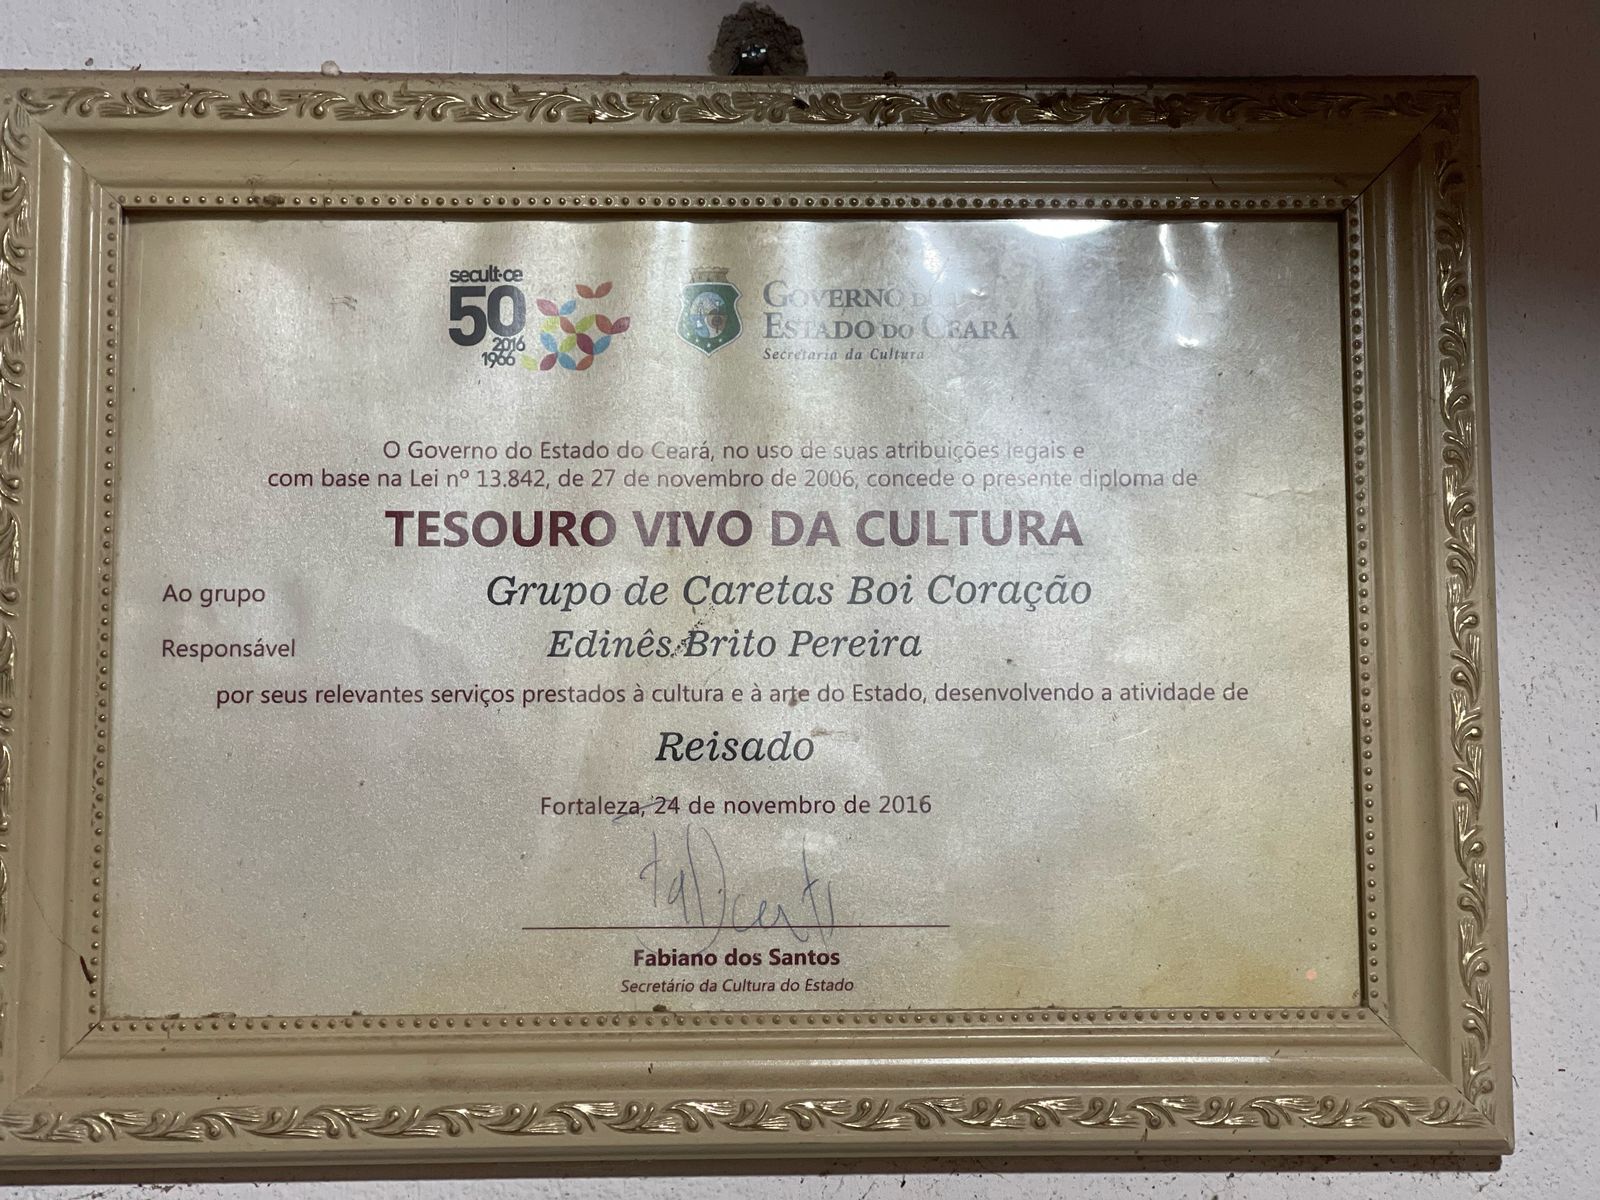 secult·ce
50
2016
1966
GOVERNO DO
ESTADO DO CEARÁ
Secretaria da Cultura
O Governo do Estado do Ceará, no uso de suas atribuições legais e
com base na Lei nº 13.842, de 27 de novembro de 2006, concede o presente diploma de
TESOURO VIVO DA CULTURA
Ao grupo Grupo de Caretas Boi Coração
Responsável Edinês Brito Pereira
por seus relevantes serviços prestados à cultura e à arte do Estado, desenvolvendo a atividade de
Reisado
Fortaleza, 24 de novembro de 2016
Fabiano dos Santos
Secretário da Cultura do Estado